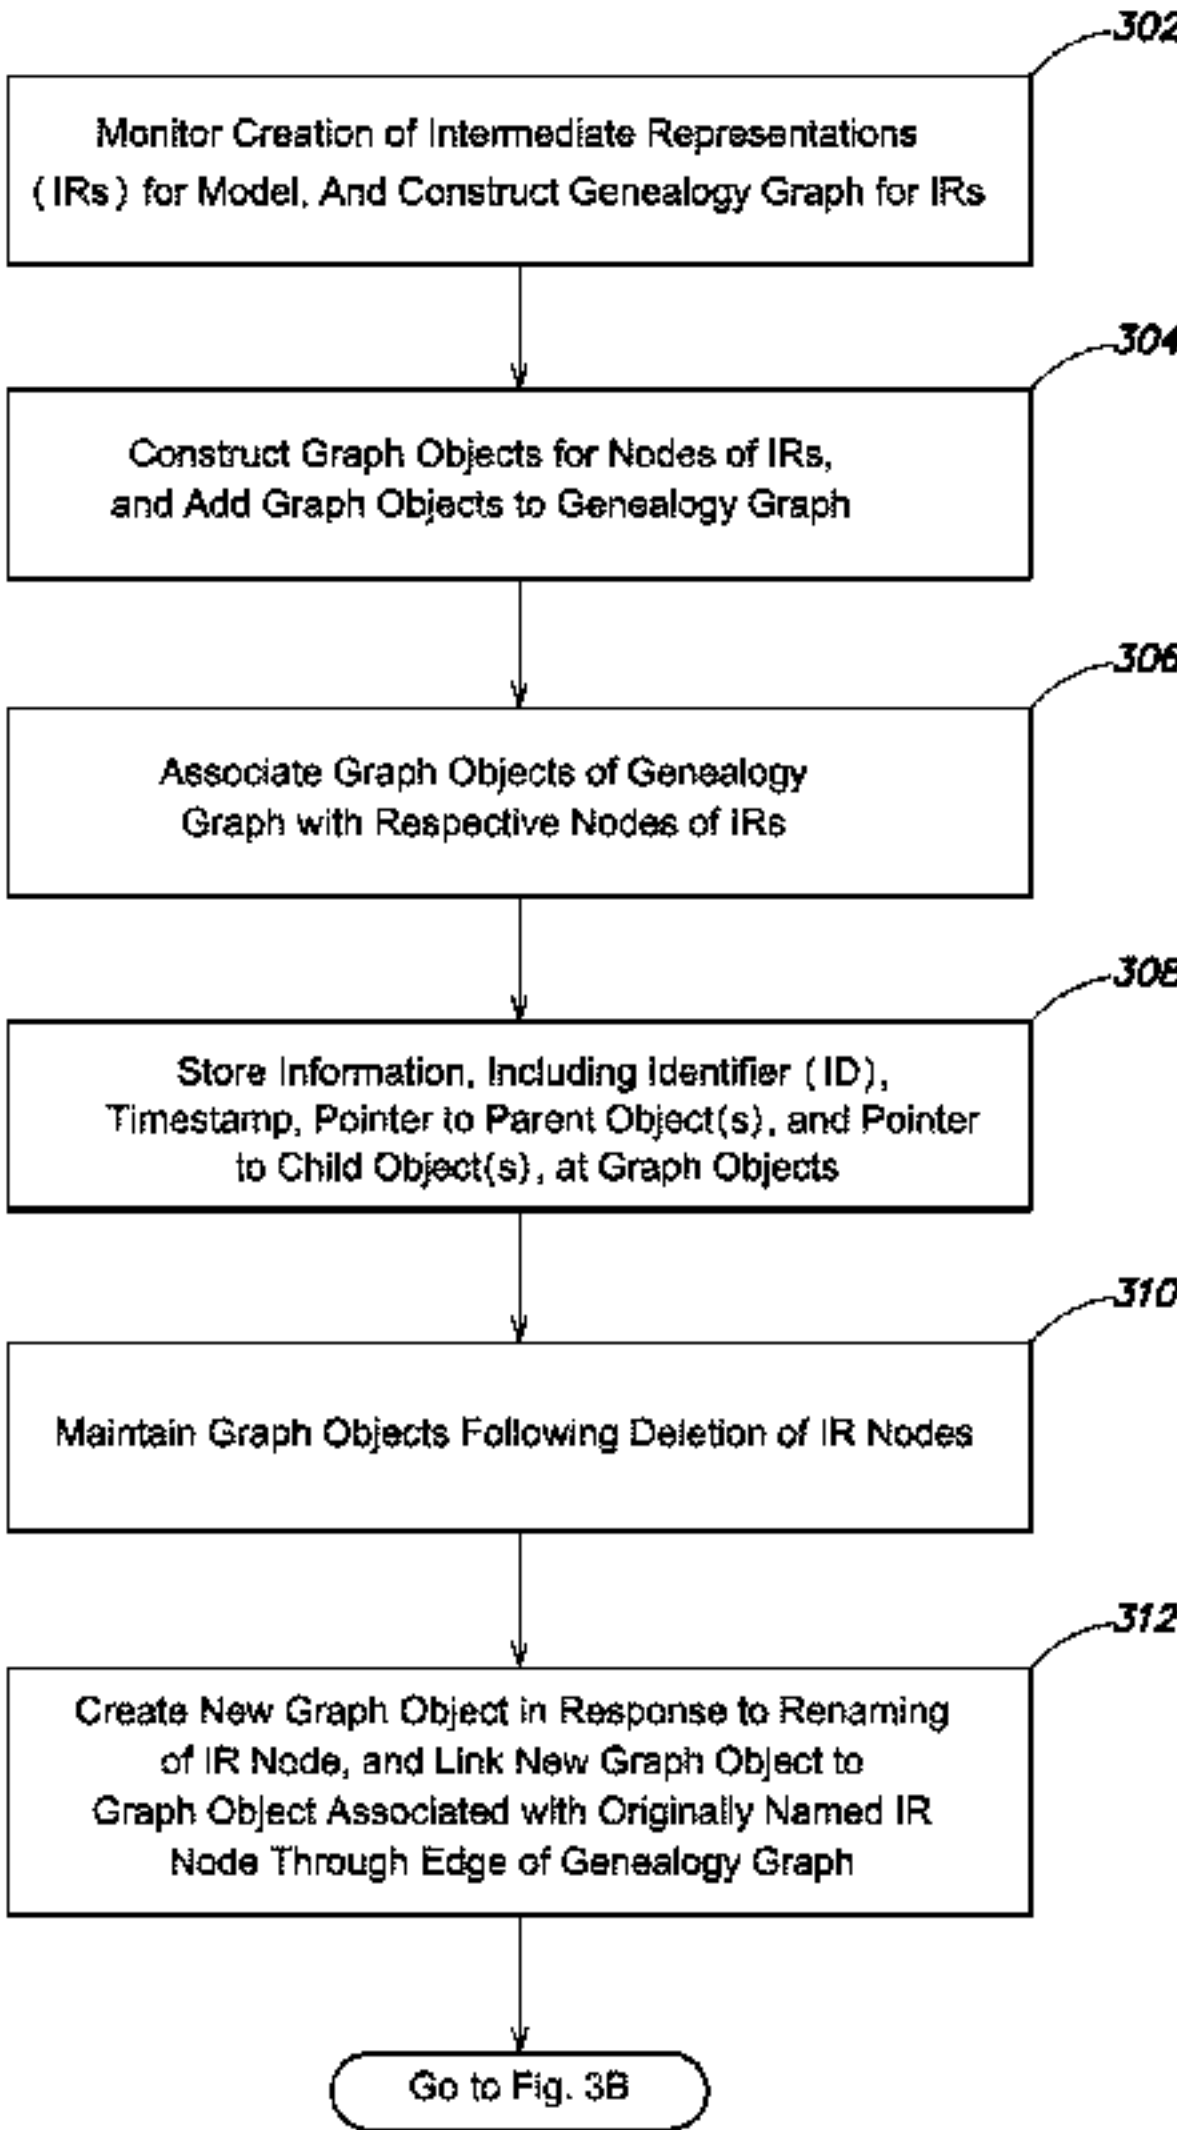 302
Monitor Creation of Intermediate Representations
(IRs) for Model, And Construct Genealogy Graph for IRs
304
Construct Graph Objects for Nodes of IRs,
and Add Graph Objects to Genealogy Graph
306
Associate Graph Objects of Genealogy
Graph with Respective Nodes of IRs
308
Store Information, Including Identifier (ID),
Timestamp, Pointer to Parent Object(s), and Pointer
to Child Object(s), at Graph Objects
310
Maintain Graph Objects Following Deletion of IR Nodes
312
Create New Graph Object in Response to Renaming
of IR Node, and Link New Graph Object to
Graph Object Associated with Originally Named IR
Node Through Edge of Genealogy Graph
Go to Fig. 3B